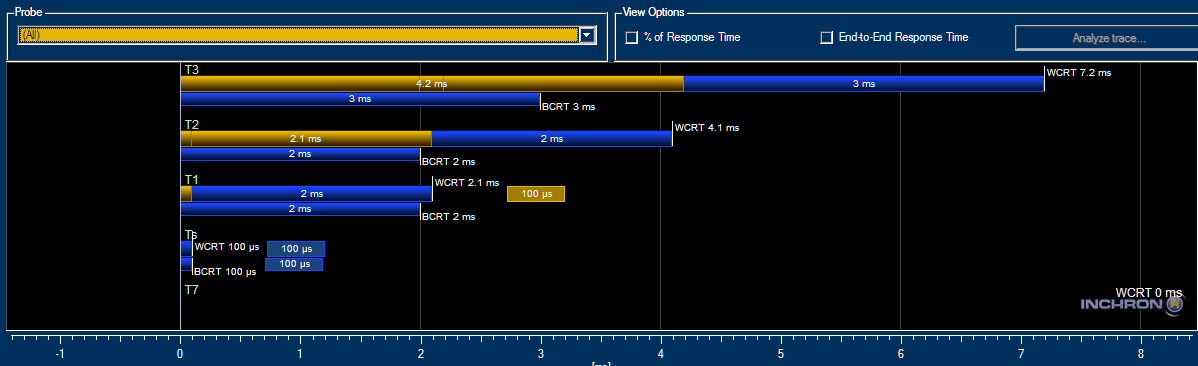 Probe
View Options
(All)
% of Response Time
End-to-End Response Time
Analyze trace...
T3
4.2 ms
3 ms
WCRT 7.2 ms
3 ms
BCRT 3 ms
T2
2.1 ms
2 ms
WCRT 4.1 ms
2 ms
BCRT 2 ms
T1
2 ms
WCRT 2.1 ms
100 µs
2 ms
BCRT 2 ms
Ts
WCRT 100 µs
100 µs
BCRT 100 µs
100 µs
T7
WCRT 0 ms
INCHRON
-1 0 1 2 3 4 5 6 7 8